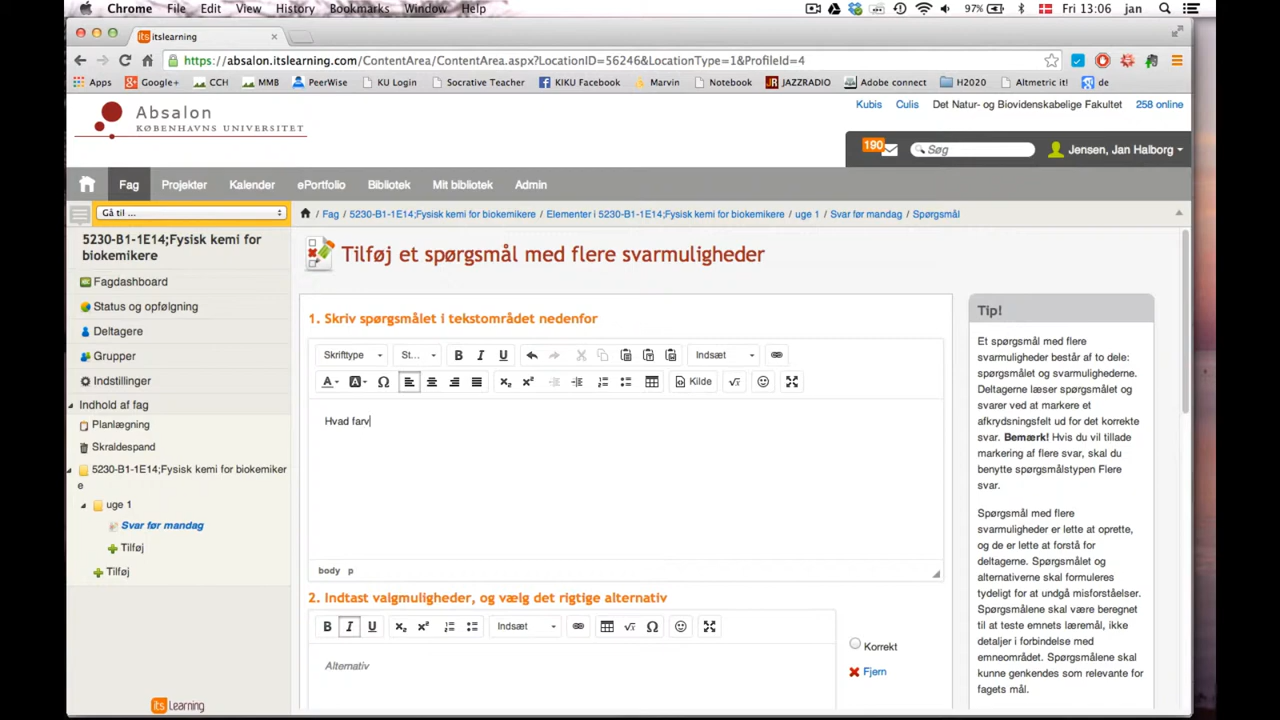 Chrome File Edit View History Bookmarks Window Help 97% Fri 13:06 jan
itslearning
https://absalon.itslearning.com/ContentArea/ContentArea.aspx?LocationID=56246&LocationType=1&ProfileId=4
Apps Google+ CCH MMB PeerWise KU Login Socrative Teacher KIKU Facebook Marvin Notebook JAZZRADIO Adobe connect H2020 Altmetric it! de
Absalon
KØBENHAVNS UNIVERSITET
Kubis Culis Det Natur- og Biovidenskabelige Fakultet 258 online
190 Søg Jensen, Jan Halborg
Fag Projekter Kalender ePortfolio Bibliotek Mit bibliotek Admin
Gå til ...
/ Fag / 5230-B1-1E14;Fysisk kemi for biokemikere / Elementer i 5230-B1-1E14;Fysisk kemi for biokemikere / uge 1 / Svar før mandag / Spørgsmål
5230-B1-1E14;Fysisk kemi for
biokemikere
Fagdashboard
Status og opfølgning
Deltagere
Grupper
Indstillinger
Indhold af fag
Planlægning
Skraldespand
5230-B1-1E14;Fysisk kemi for biokemiker
e
uge 1
Svar før mandag
Tilføj
Tilføj
its Learning
Tilføj et spørgsmål med flere svarmuligheder
1. Skriv spørgsmålet i tekstområdet nedenfor
Skrifttype St... B I U Indsæt
A A Ω Kilde
Hvad farv
body p
2. Indtast valgmuligheder, og vælg det rigtige alternativ
B I U Indsæt Ω
Alternativ
Korrekt
Fjern
Tip!
Et spørgsmål med flere
svarmuligheder består af to dele:
spørgsmålet og svarmulighederne.
Deltagerne læser spørgsmålet og
svarer ved at markere et
afkrydsningsfelt ud for det korrekte
svar. Bemærk! Hvis du vil tillade
markering af flere svar, skal du
benytte spørgsmålstypen Flere
svar.
Spørgsmål med flere
svarmuligheder er lette at oprette,
og de er lette at forstå for
deltagerne. Spørgsmålet og
alternativerne skal formuleres
tydeligt for at undgå misforståelser.
Spørgsmålene skal være beregnet
til at teste emnets læremål, ikke
detaljer i forbindelse med
emneområdet. Spørgsmålene skal
kunne genkendes som relevante for
fagets mål.